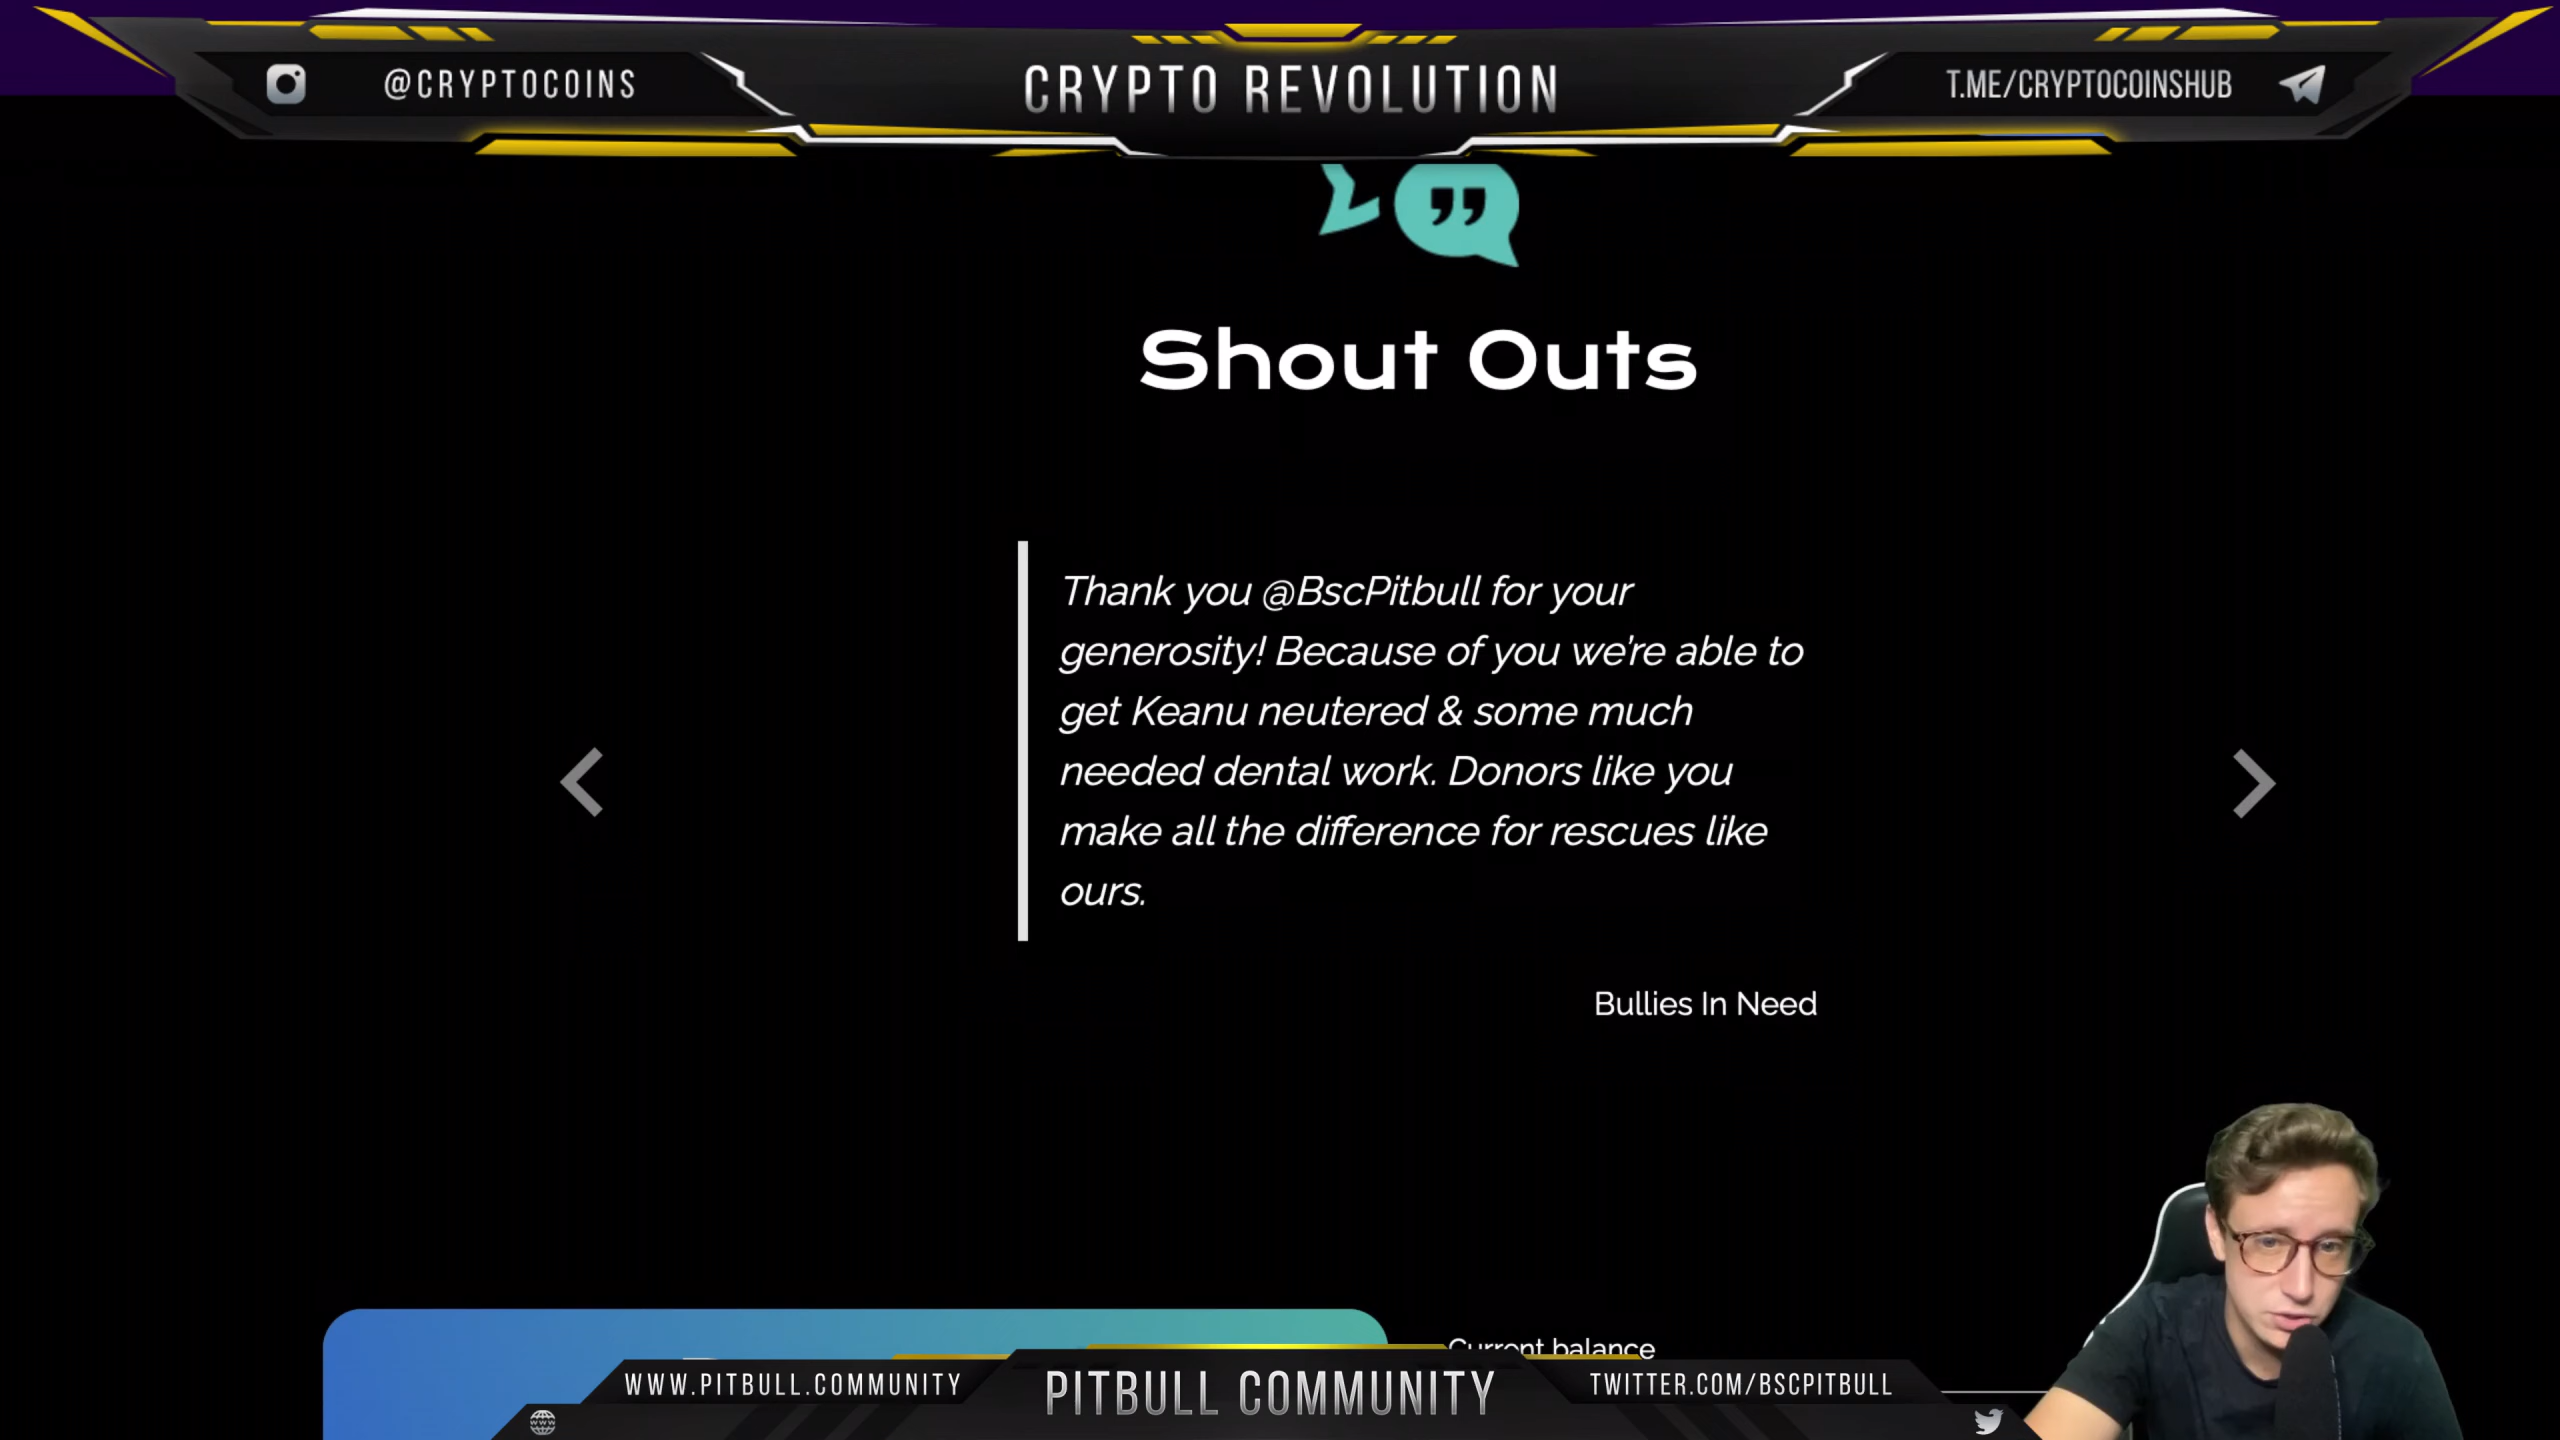 @CRYPTOCOINS
CRYPTO REVOLUTION
T.ME/CRYPTOCOINSHUB
Shout Outs
Thank you @BscPitbull for your
generosity! Because of you we're able to
get Keanu neutered & some much
needed dental work. Donors like you
make all the difference for rescues like
ours.
Bullies In Need
Current balance
WWW.PITBULL.COMMUNITY
PITBULL COMMUNITY
TWITTER.COM/BSCPITBULL